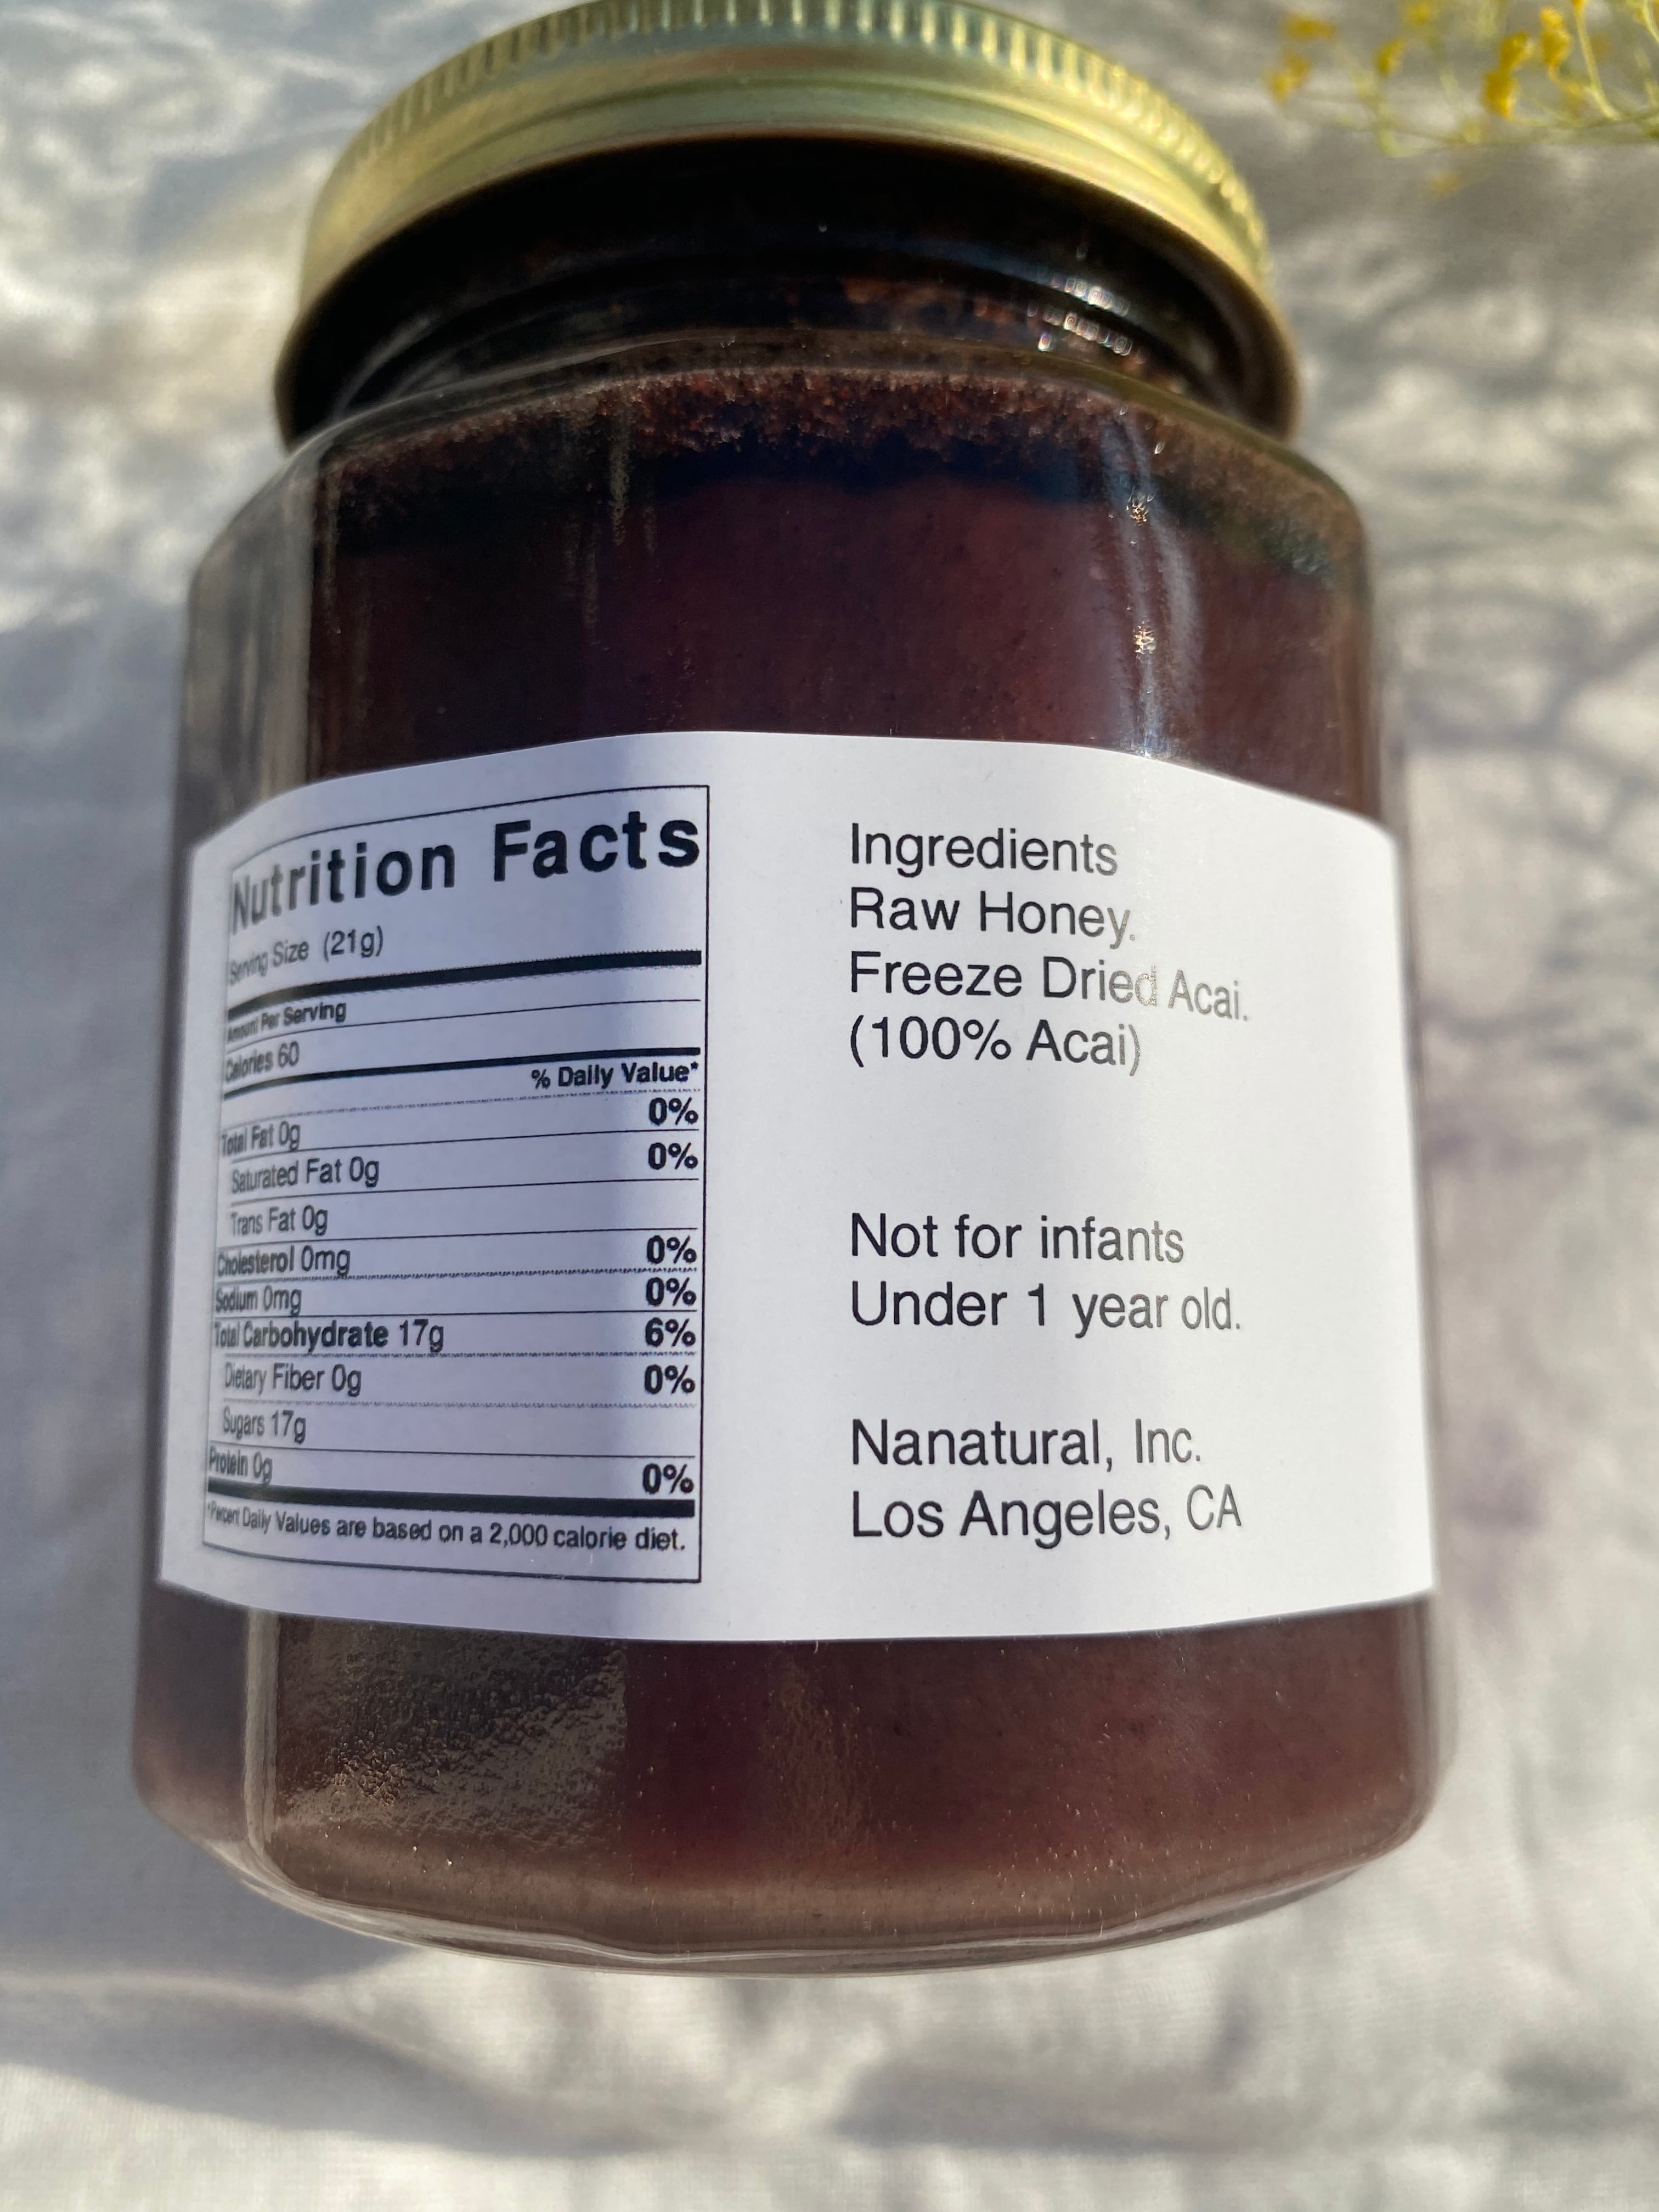 Nutrition Facts
Serving Size (21g)
Amount Per Serving
Calories 60
% Daily Value*
Total Fat 0g 0%
Saturated Fat 0g 0%
Trans Fat 0g
Cholesterol 0mg 0%
Sodium 0mg 0%
Total Carbohydrate 17g 6%
Dietary Fiber 0g 0%
Sugars 17g
Protein 0g 0%
*Percent Daily Values are based on a 2,000 calorie diet.
Ingredients
Raw Honey.
Freeze Dried Acai.
(100% Acai)
Not for infants
Under 1 year old.
Nanatural, Inc.
Los Angeles, CA